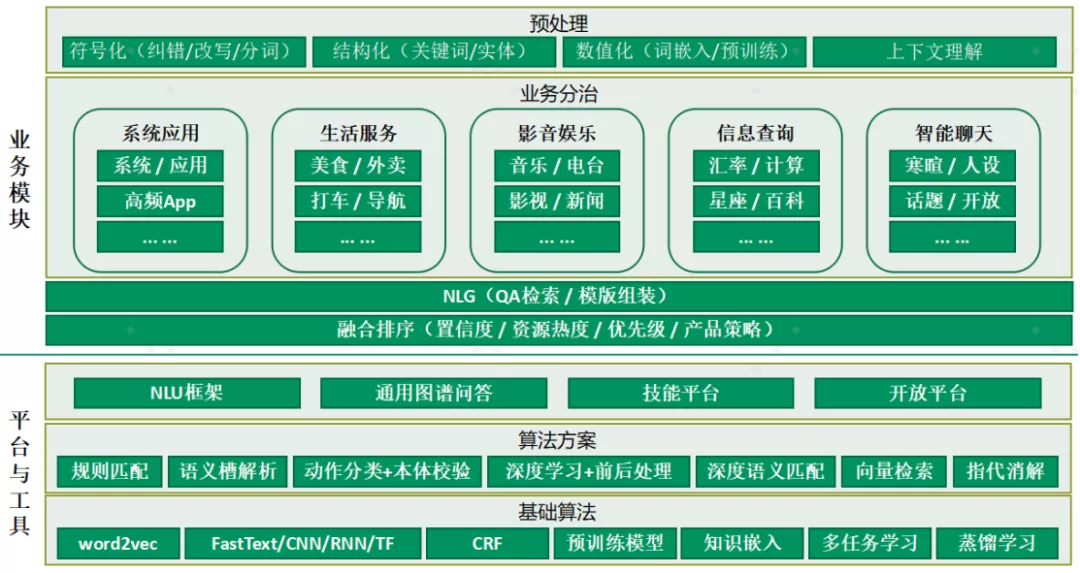 预处理
符号化（纠错/改写/分词） 结构化（关键词/实体） 数值化（词嵌入/预训练） 上下文理解
业务模块
业务分治
系统应用 生活服务 影音娱乐 信息查询 智能聊天
系统 / 应用 美食 / 外卖 音乐 / 电台 汇率 / 计算 寒暄 / 人设
高频App 打车 / 导航 影视 / 新闻 星座 / 百科 话题 / 开放
... ... ... ... ... ... ... ... ... ...
NLG（QA检索 / 模版组装）
融合排序（置信度 / 资源热度 / 优先级 / 产品策略）
平台与工具
NLU框架 通用图谱问答 技能平台 开放平台
算法方案
规则匹配 语义槽解析 动作分类+本体校验 深度学习+前后处理 深度语义匹配 向量检索 指代消解
基础算法
word2vec FastText/CNN/RNN/TF CRF 预训练模型 知识嵌入 多任务学习 蒸馏学习